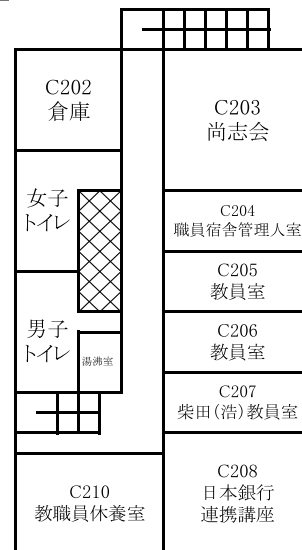 C202
倉庫
C203
尚志会
女子
トイレ
C204
職員宿舎管理人室
C205
教員室
男子
トイレ
湯沸室
C206
教員室
C207
柴田(浩)教員室
C208
日本銀行
連携講座
C210
教職員休養室